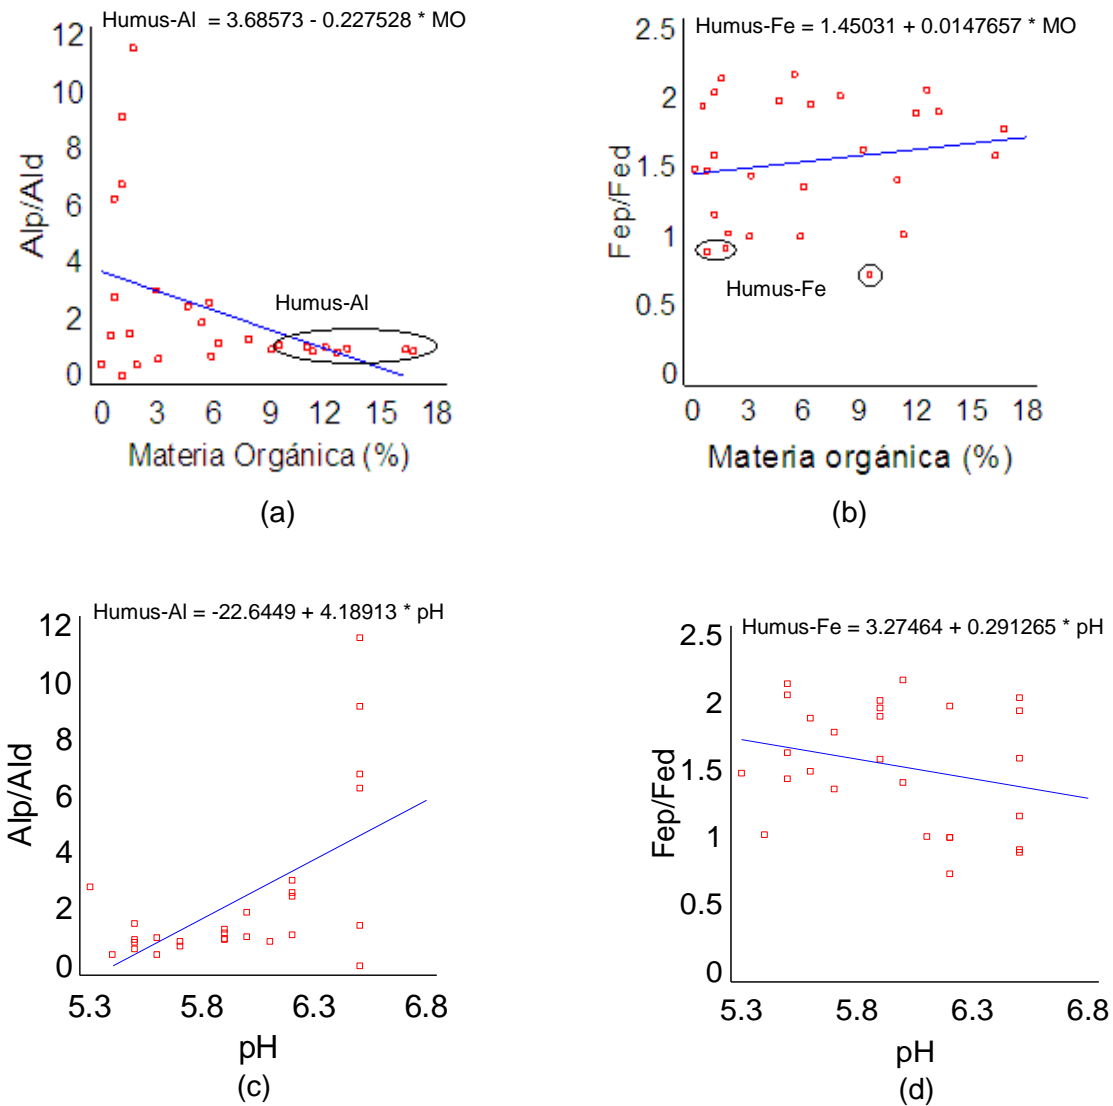 Humus-Al = 3.68573 - 0.227528 * MO
12
10
8
6
4
2
0
Alp/Ald
Humus-Al
0 3 6 9 12 15 18
Materia Orgánica (%)
(a)
Humus-Fe = 1.45031 + 0.0147657 * MO
2.5
2
1.5
1
0.5
0
Fep/Fed
Humus-Fe
0 3 6 9 12 15 18
Materia orgánica (%)
(b)
Humus-Al = -22.6449 + 4.18913 * pH
12
10
8
6
4
2
0
Alp/Ald
5.3 5.8 6.3 6.8
pH
(c)
Humus-Fe = 3.27464 + 0.291265 * pH
2.5
2
1.5
1
0.5
0
Fep/Fed
5.3 5.8 6.3 6.8
pH
(d)